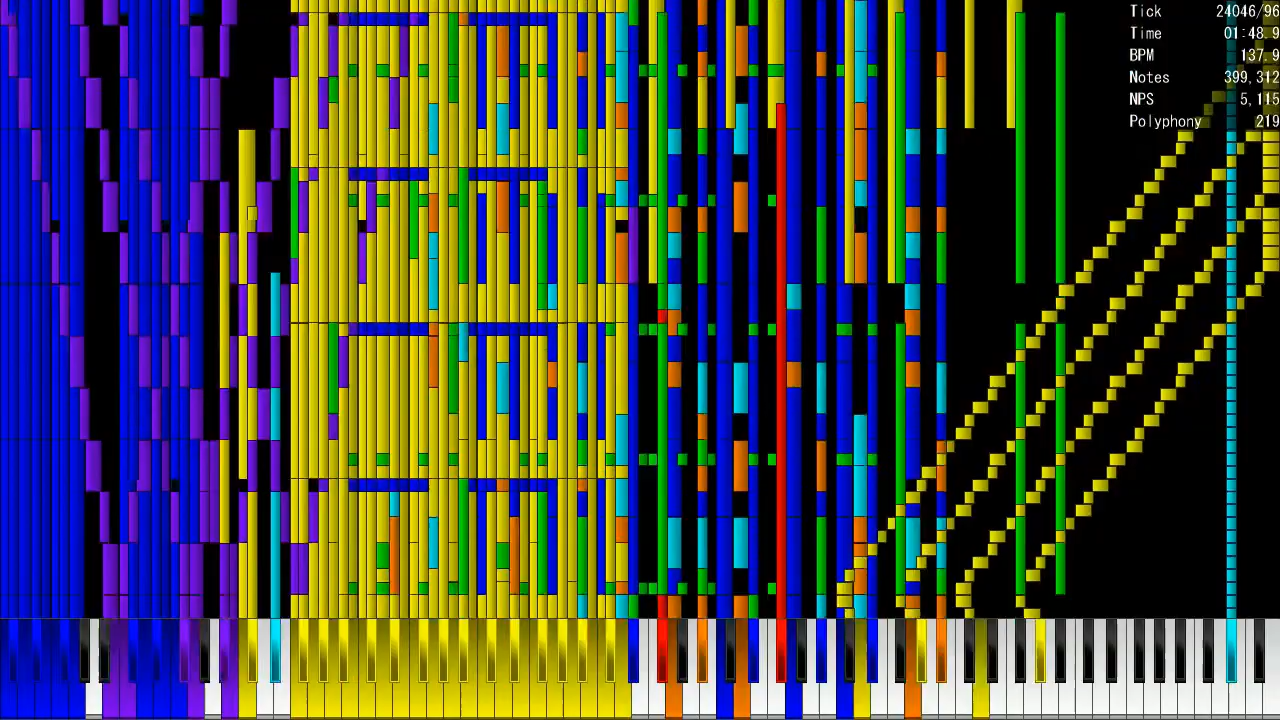 Tick 24046/96
Time 01:48.9
BPM 137.9
Notes 399,312
NPS 5,115
Polyphony 219